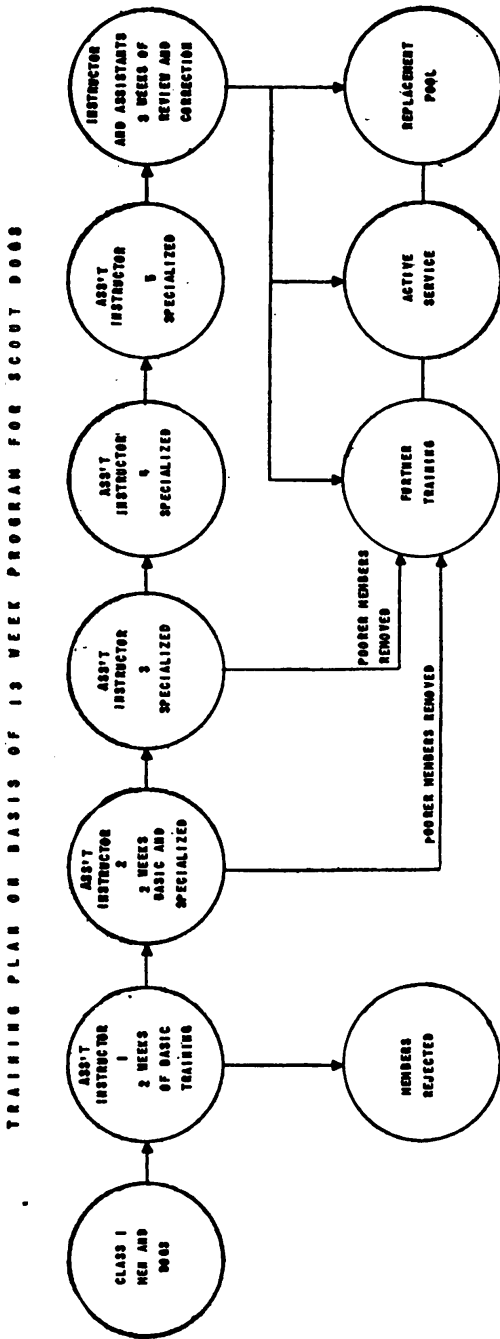 TRAINING PLAN ON BASIS OF 13 WEEK PROGRAM FOR SCOUT DOGS
CLASS I
MEN AND
DOGS
ASS'T
INSTRUCTOR
1
2 WEEKS
OF BASIC
TRAINING
ASS'T
INSTRUCTOR
2
2 WEEKS
BASIC AND
SPECIALIZED
ASS'T
INSTRUCTOR
3
SPECIALIZED
ASS'T
INSTRUCTOR
4
SPECIALIZED
ASS'T
INSTRUCTOR
5
SPECIALIZED
INSTRUCTOR
AND ASSISTANTS
3 WEEKS OF
REVIEW AND
CORRECTION
MEMBERS
REJECTED
POORER MEMBERS REMOVED
POORER MEMBERS
REMOVED
FURTHER
TRAINING
ACTIVE
SERVICE
REPLACEMENT
POOL